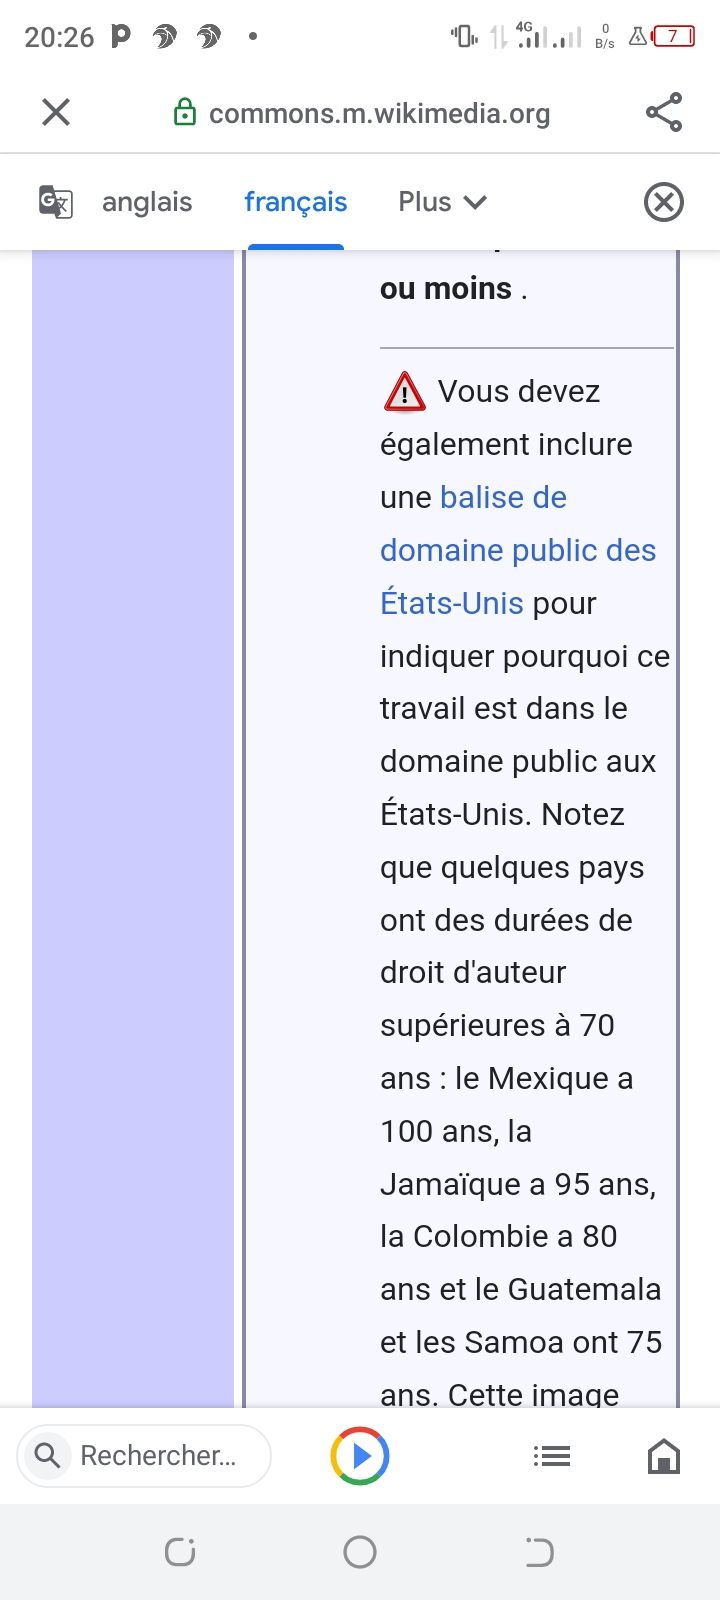 20:26
4G
0
B/s
7
commons.m.wikimedia.org
anglais français Plus
ou moins .
! Vous devez
également inclure
une balise de
domaine public des
États-Unis pour
indiquer pourquoi ce
travail est dans le
domaine public aux
États-Unis. Notez
que quelques pays
ont des durées de
droit d'auteur
supérieures à 70
ans : le Mexique a
100 ans, la
Jamaïque a 95 ans,
la Colombie a 80
ans et le Guatemala
et les Samoa ont 75
ans. Cette image
Rechercher...